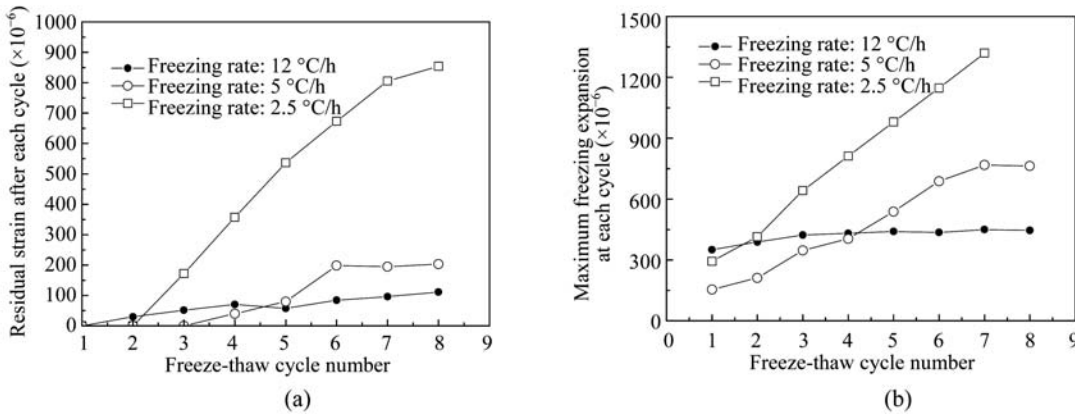 1000
900
800
700
600
500
400
300
200
100
0
Residual strain after each cycle (×10⁻⁶)
Freezing rate: 12 °C/h
Freezing rate: 5 °C/h
Freezing rate: 2.5 °C/h
1 2 3 4 5 6 7 8 9
Freeze-thaw cycle number
(a)
1500
1200
900
600
300
0
Maximum freezing expansion
at each cycle (×10⁻⁶)
Freezing rate: 12 °C/h
Freezing rate: 5 °C/h
Freezing rate: 2.5 °C/h
0 1 2 3 4 5 6 7 8 9
Freeze-thaw cycle number
(b)